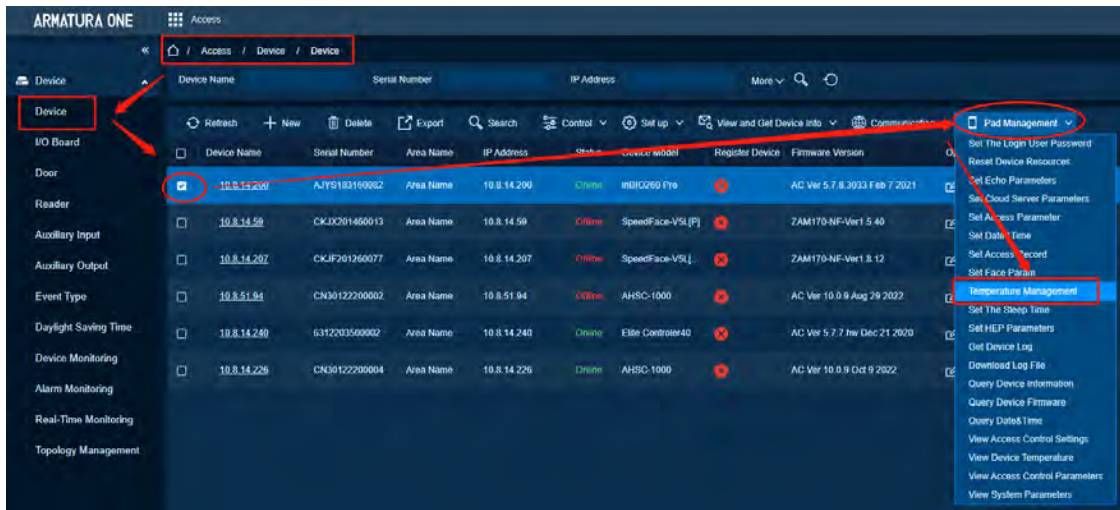 ARMATURA ONE
Access
Access / Device / Device
Device Name Serial Number IP Address More
Refresh New Delete Export Search Control Set up View and Get Device Info Pad Management
Device Name Serial Number Area Name IP Address Status Device Model Register Device Firmware Version
10.8.14.200 AJYS183160002 Area Name 10.8.14.200 Online inBIO260 Pro AC Ver 5.7.8.3033 Feb 7 2021
10.8.14.59 CKJX201460013 Area Name 10.8.14.59 Offline SpeedFace-V5L[P] ZAM170-NF-Ver1.5.40
10.8.14.207 CKJF201260077 Area Name 10.8.14.207 Offline SpeedFace-V5L[... ZAM170-NF-Ver1.8.12
10.8.51.94 CN30122200002 Area Name 10.8.51.94 Offline AHSC-1000 AC Ver 10.0.9 Aug 29 2022
10.8.14.240 6312203500002 Area Name 10.8.14.240 Online Elite Controler40 AC Ver 5.7.7 hw Dec 21 2020
10.8.14.226 CN30122200004 Area Name 10.8.14.226 Online AHSC-1000 AC Ver 10.0.9 Oct 9 2022
Device
Device
I/O Board
Door
Reader
Auxiliary Input
Auxiliary Output
Event Type
Daylight Saving Time
Device Monitoring
Alarm Monitoring
Real-Time Monitoring
Topology Management
Set The Login User Password
Reset Device Resources
Set Echo Parameters
Set Cloud Server Parameters
Set Access Parameter
Set Date&Time
Set Access Record
Set Face Param
Temperature Management
Set The Sleep Time
Set HEP Parameters
Get Device Log
Download Log File
Query Device Information
Query Device Firmware
Query Date&Time
View Access Control Settings
View Device Temperature
View Access Control Parameters
View System Parameters